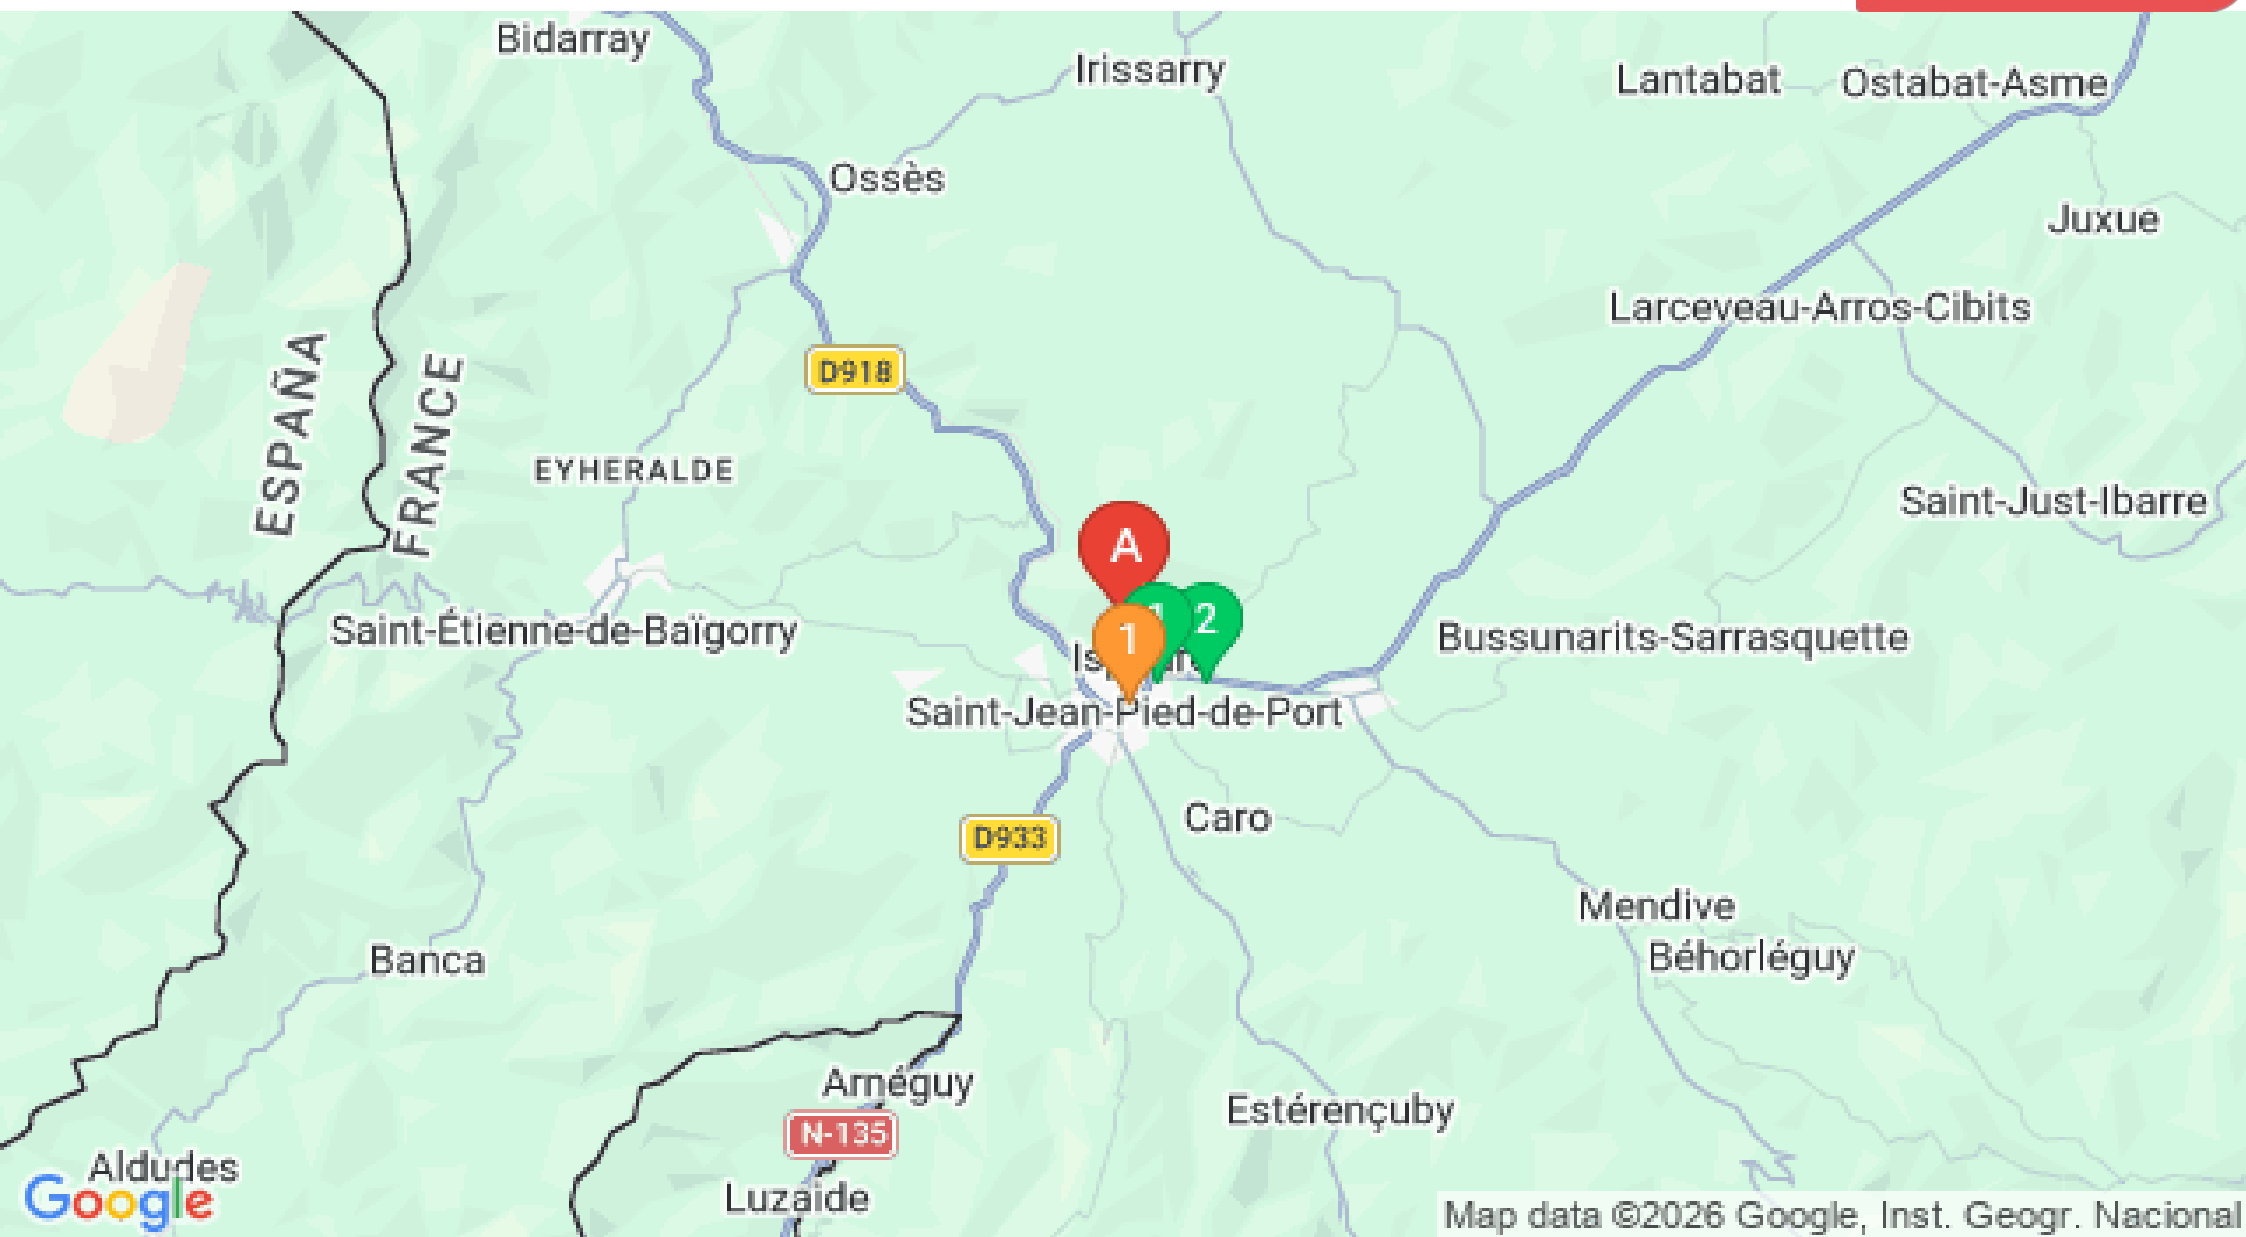 Bidarray
Irissarry
Lantabat
Ostabat-Asme
Ossès
Juxue
Larceveau-Arros-Cibits
ESPAÑA
FRANCE
D918
EYHERALDE
Saint-Just-Ibarre
A
1
2
1
Saint-Étienne-de-Baïgorry
Bussunarits-Sarrasquette
Saint-Jean-Pied-de-Port
Caro
D933
Mendive
Béhorléguy
Banca
Arnéguy
Estérençuby
N-135
Aldudes
Luzaide
Google
Map data ©2026 Google, Inst. Geogr. Nacional